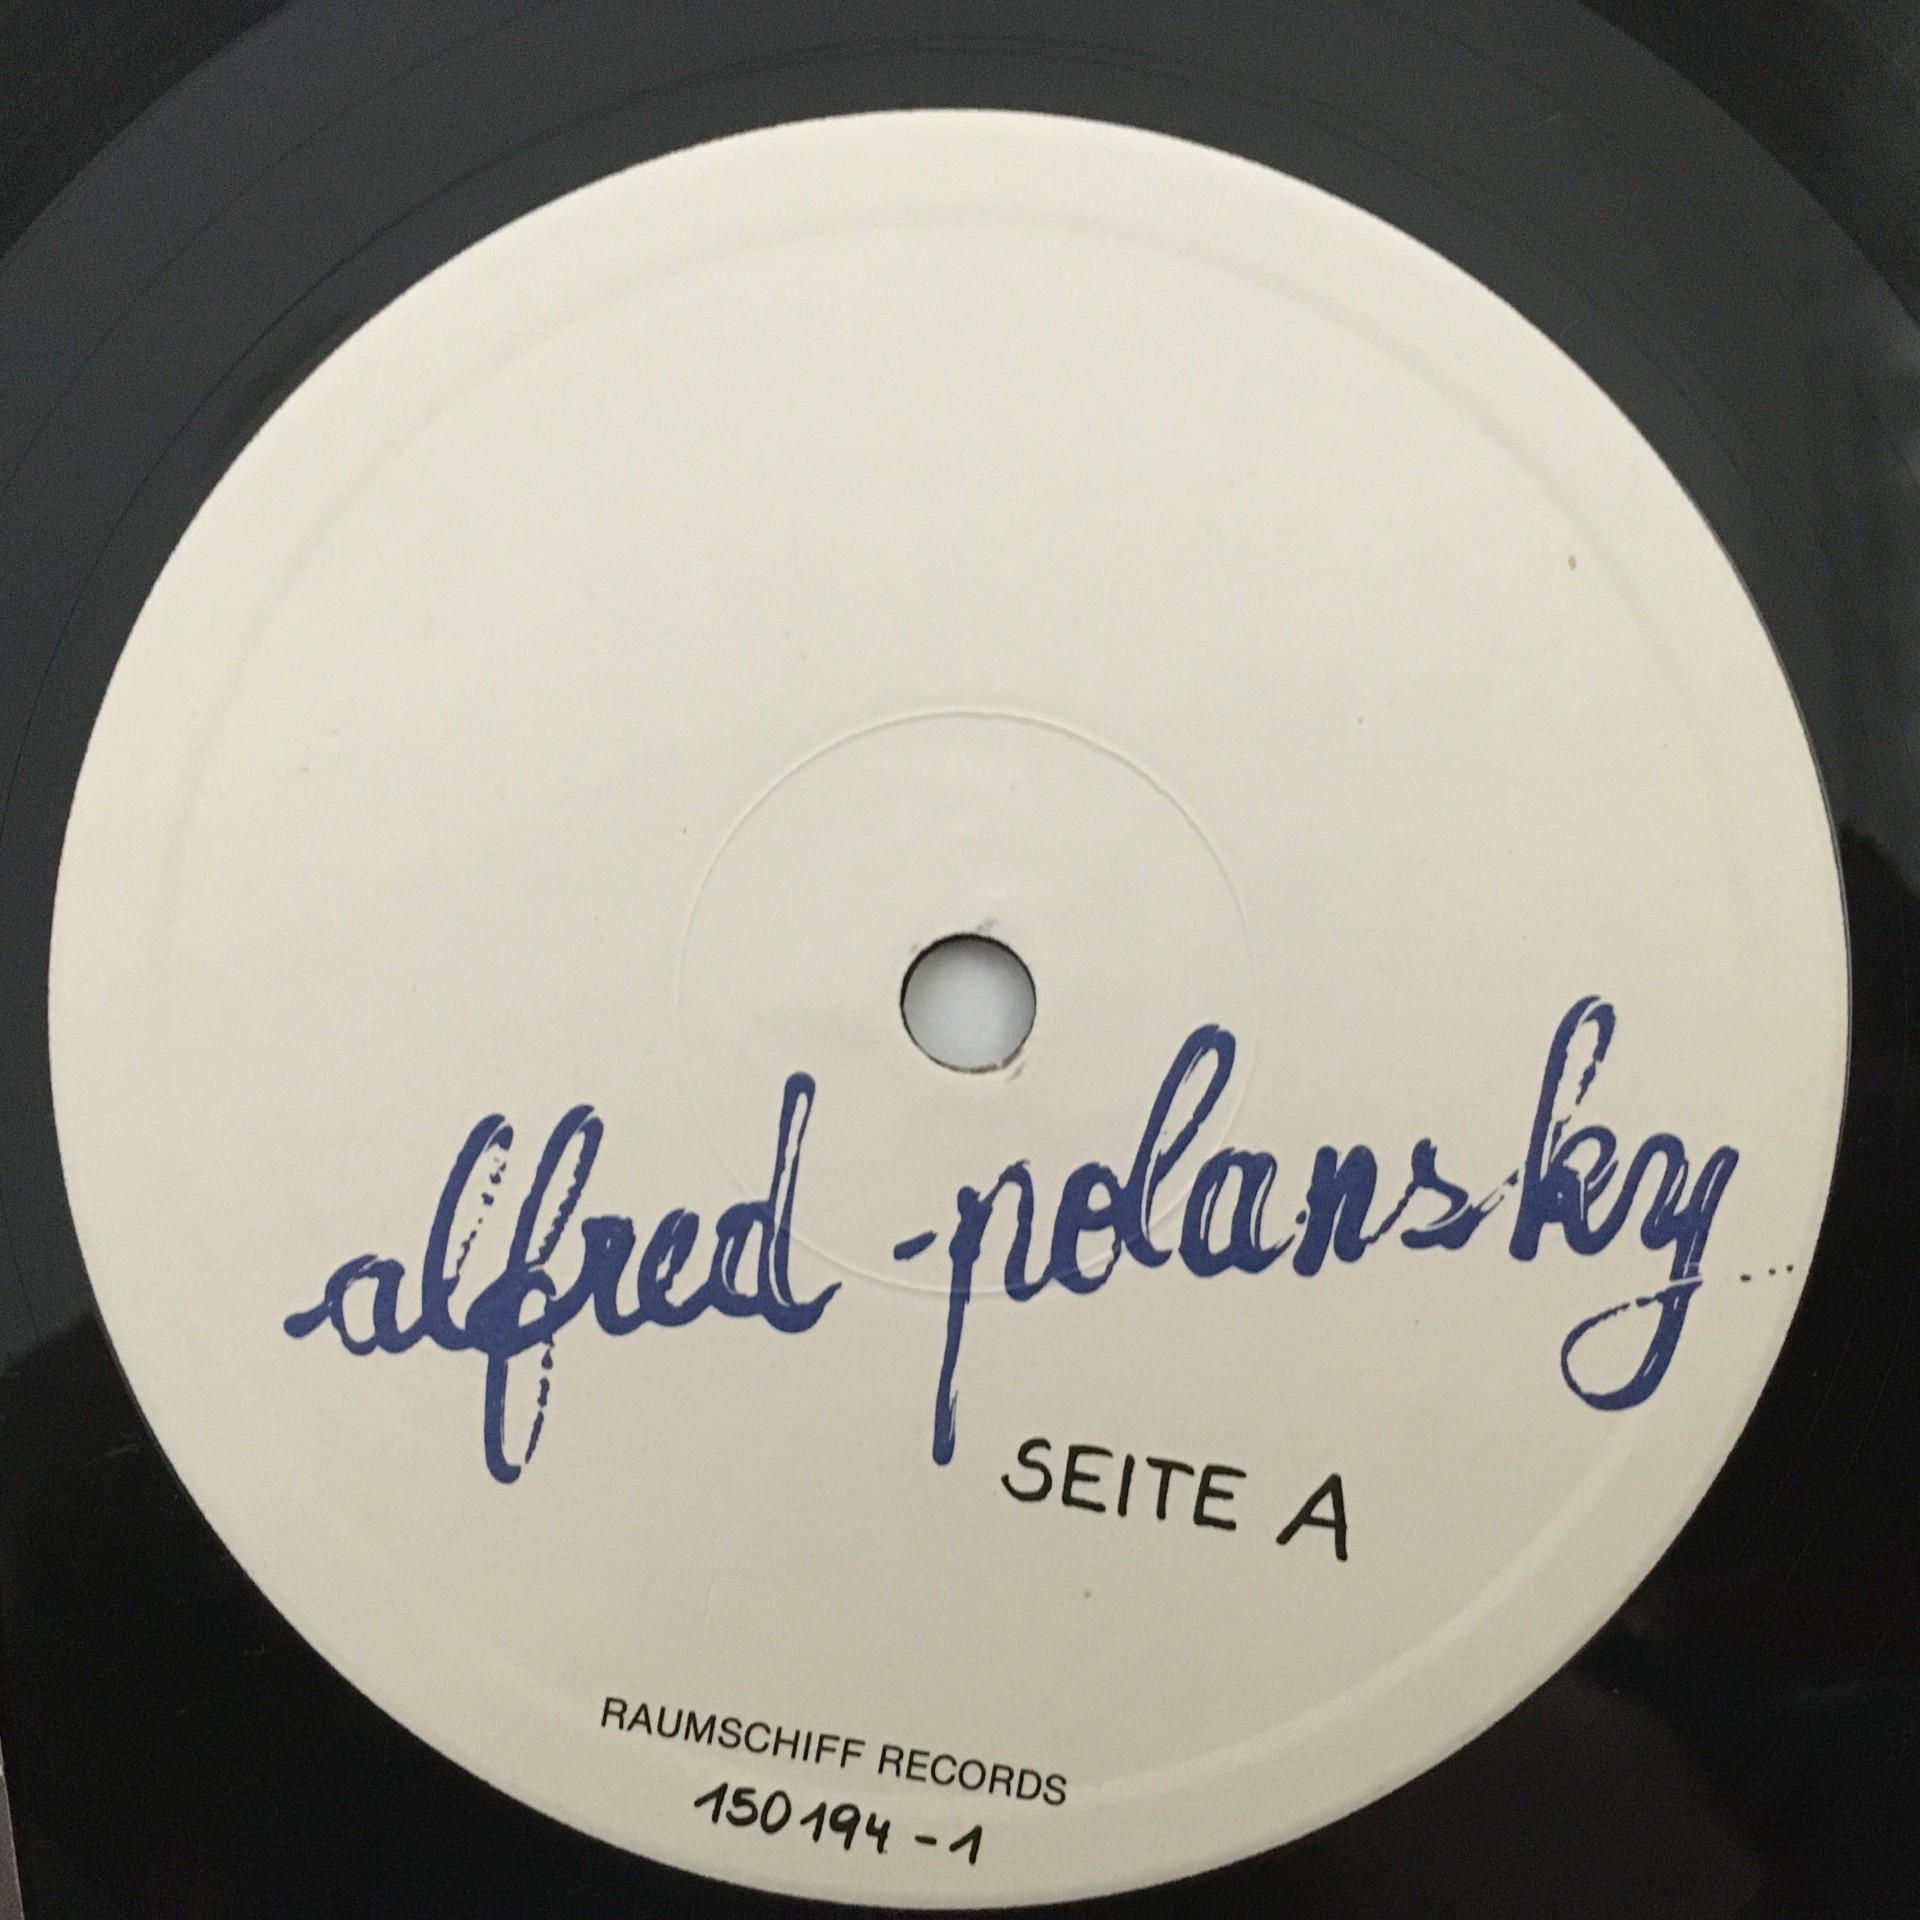 alfred polansky...
SEITE A
RAUMSCHIFF RECORDS
150194-1